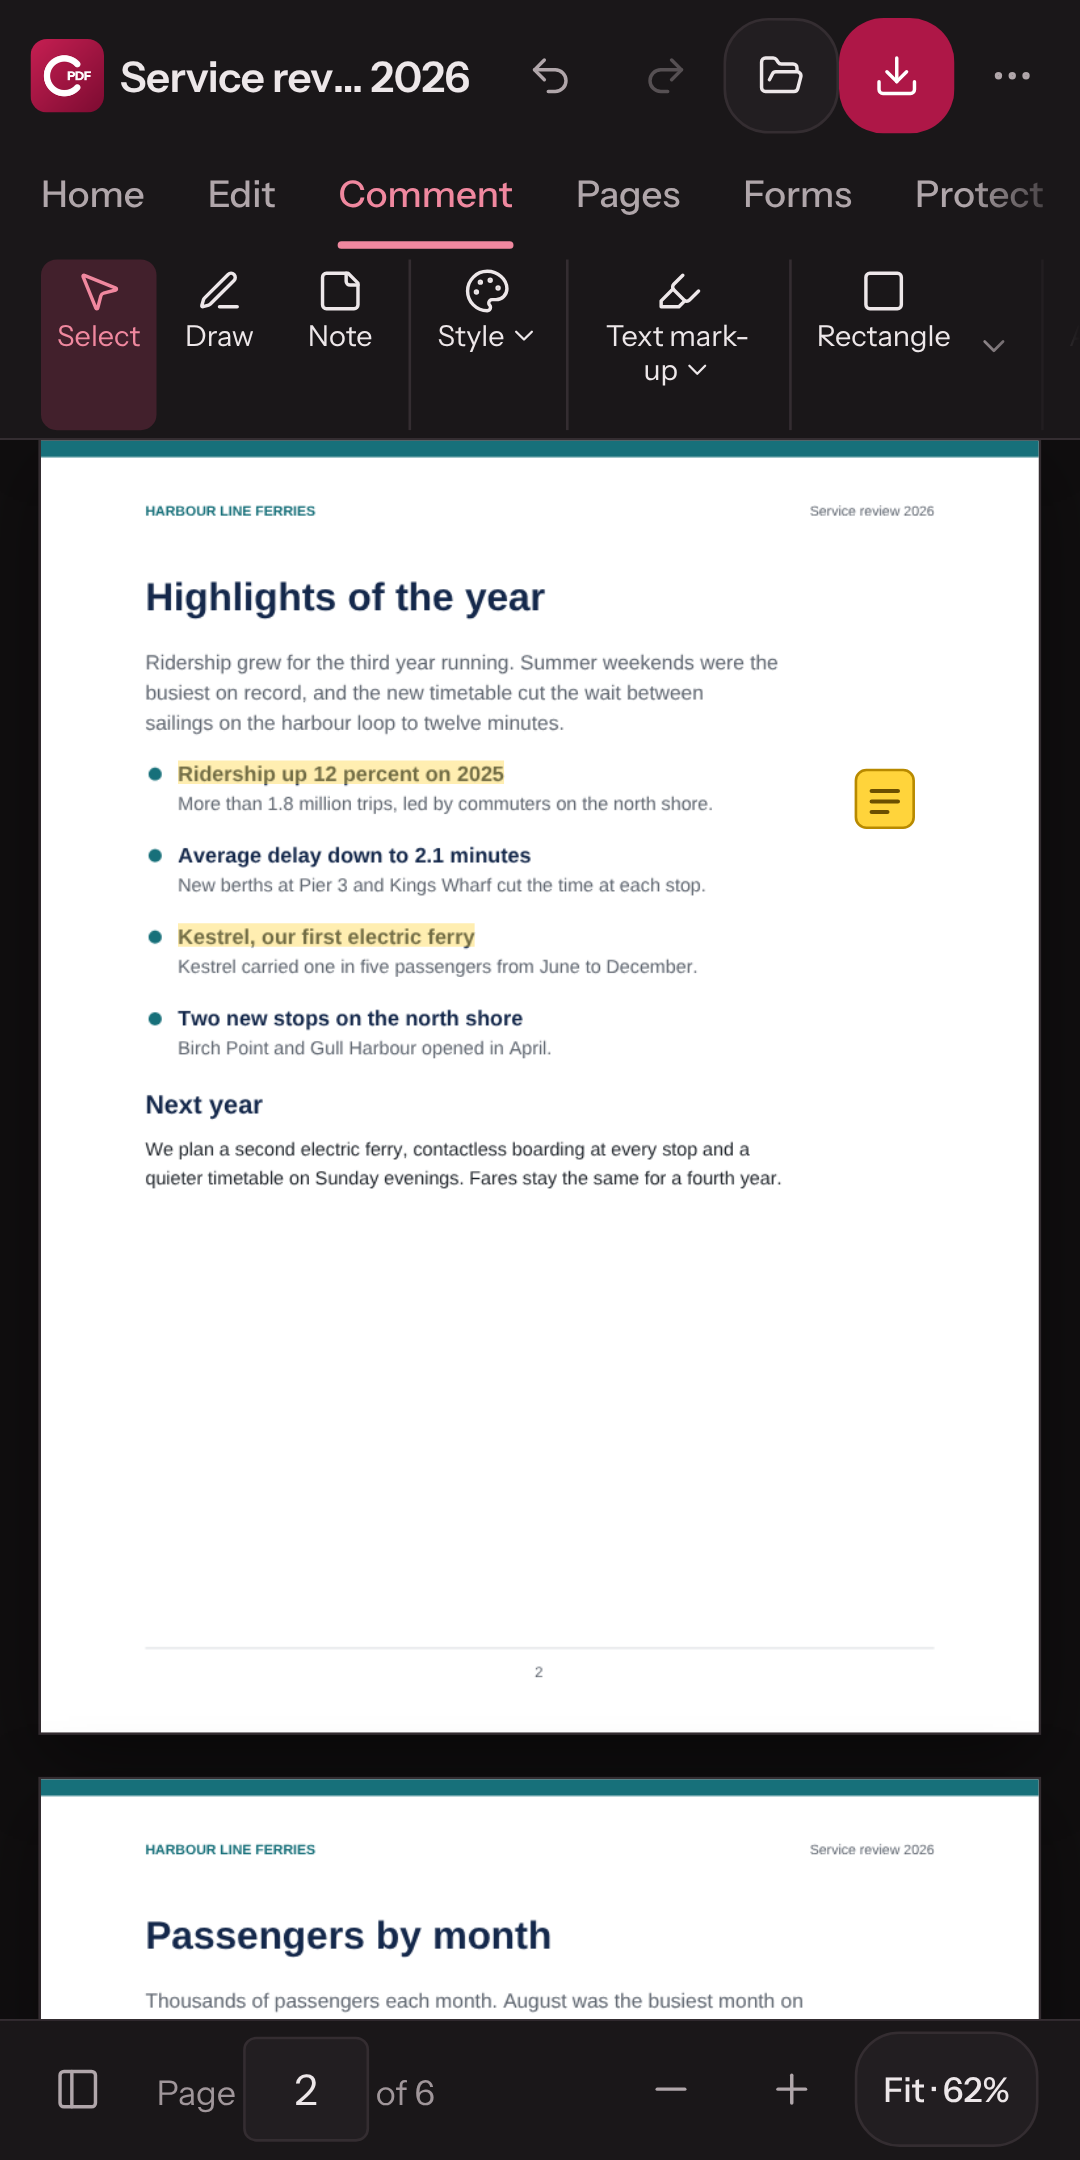 PDF
Service rev... 2026
Home Edit Comment Pages Forms Protect
Select Draw Note Style Text mark-
up Rectangle
HARBOUR LINE FERRIES Service review 2026
Highlights of the year
Ridership grew for the third year running. Summer weekends were the
busiest on record, and the new timetable cut the wait between
sailings on the harbour loop to twelve minutes.
Ridership up 12 percent on 2025
More than 1.8 million trips, led by commuters on the north shore.
Average delay down to 2.1 minutes
New berths at Pier 3 and Kings Wharf cut the time at each stop.
Kestrel, our first electric ferry
Kestrel carried one in five passengers from June to December.
Two new stops on the north shore
Birch Point and Gull Harbour opened in April.
Next year
We plan a second electric ferry, contactless boarding at every stop and a
quieter timetable on Sunday evenings. Fares stay the same for a fourth year.
2
HARBOUR LINE FERRIES Service review 2026
Passengers by month
Thousands of passengers each month. August was the busiest month on
Page 2 of 6 Fit · 62%